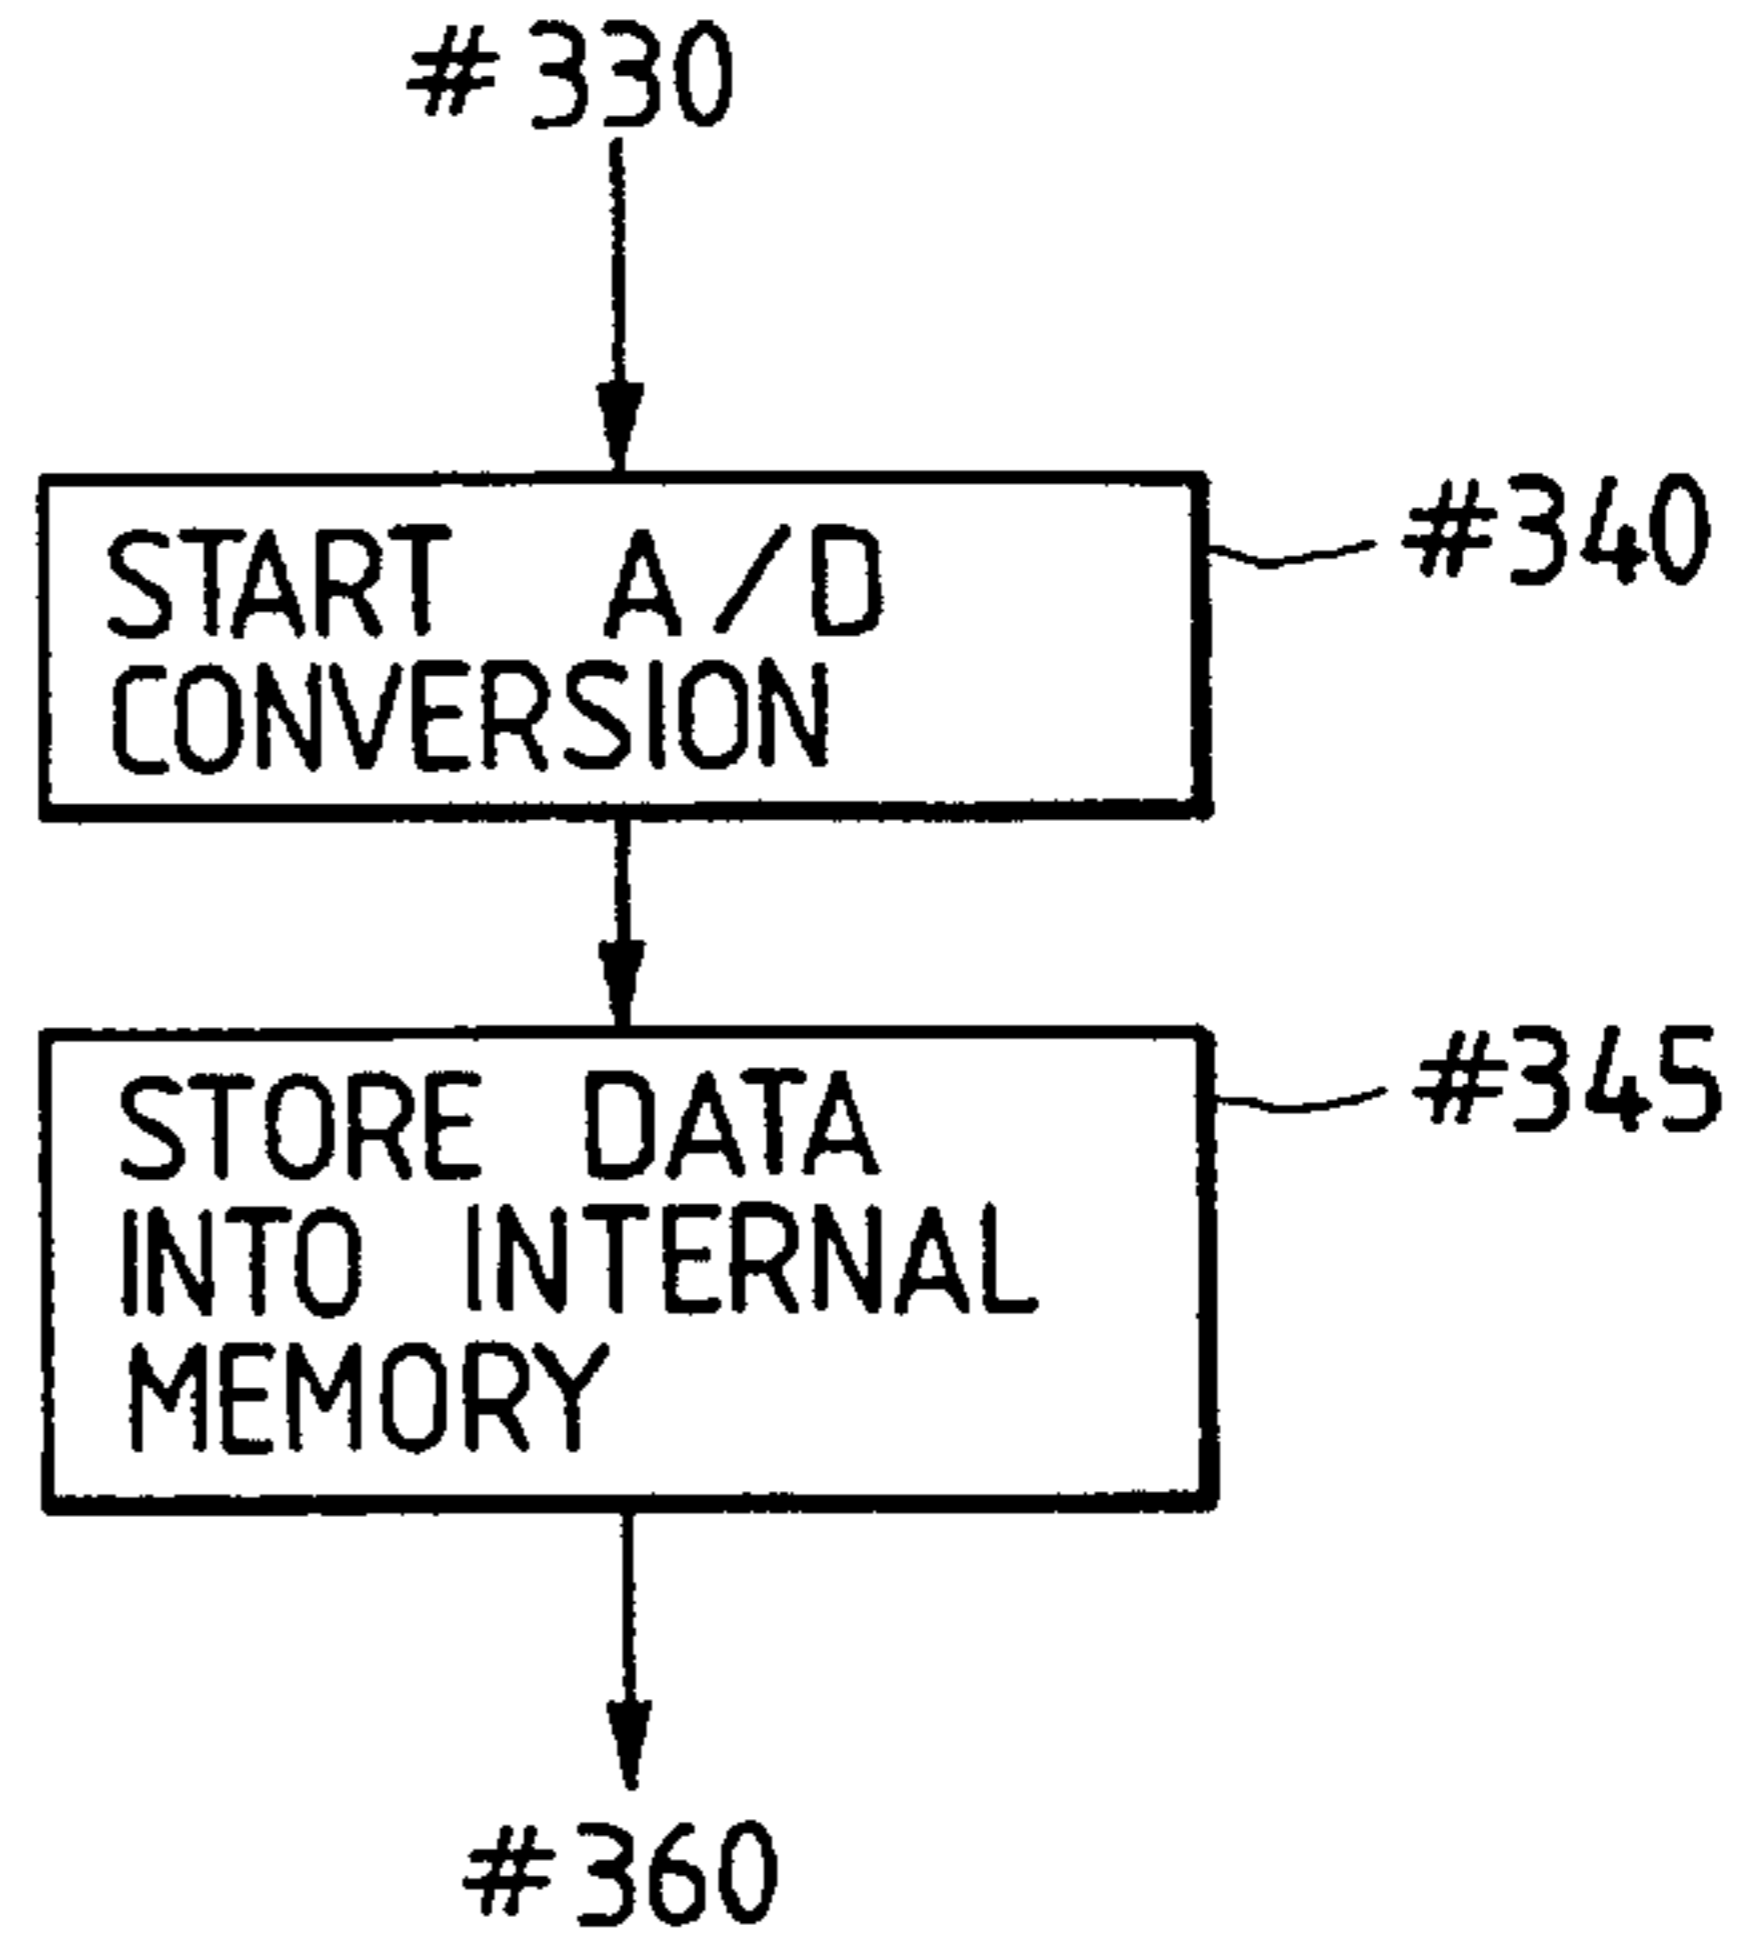 #330
START A/D
CONVERSION
#340
STORE DATA
INTO INTERNAL
MEMORY
#345
#360